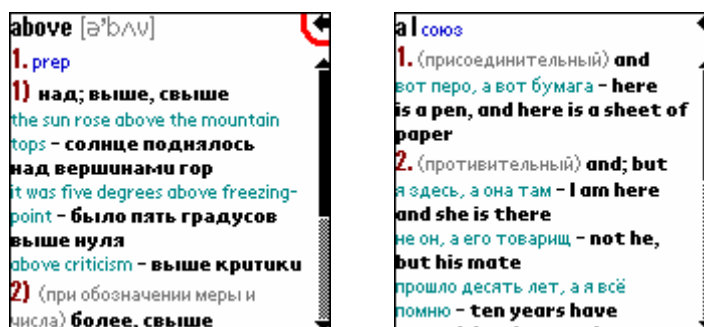 above [ə'bʌv]
1. prep
1) над; выше, свыше
the sun rose above the mountain
tops – солнце поднялось
над вершинами гор
it was five degrees above freezing-
point – было пять градусов
выше нуля
above criticism – выше критики
2) (при обозначении меры и
числа) более, свыше
а I союз
1. (присоединительный) and
вот перо, а вот бумага – here
is a pen, and here is a sheet of
paper
2. (противительный) and; but
я здесь, а она там – I am here
and she is there
не он, а его товарищ – not he,
but his mate
прошло десять лет, а я всё
помню – ten years have